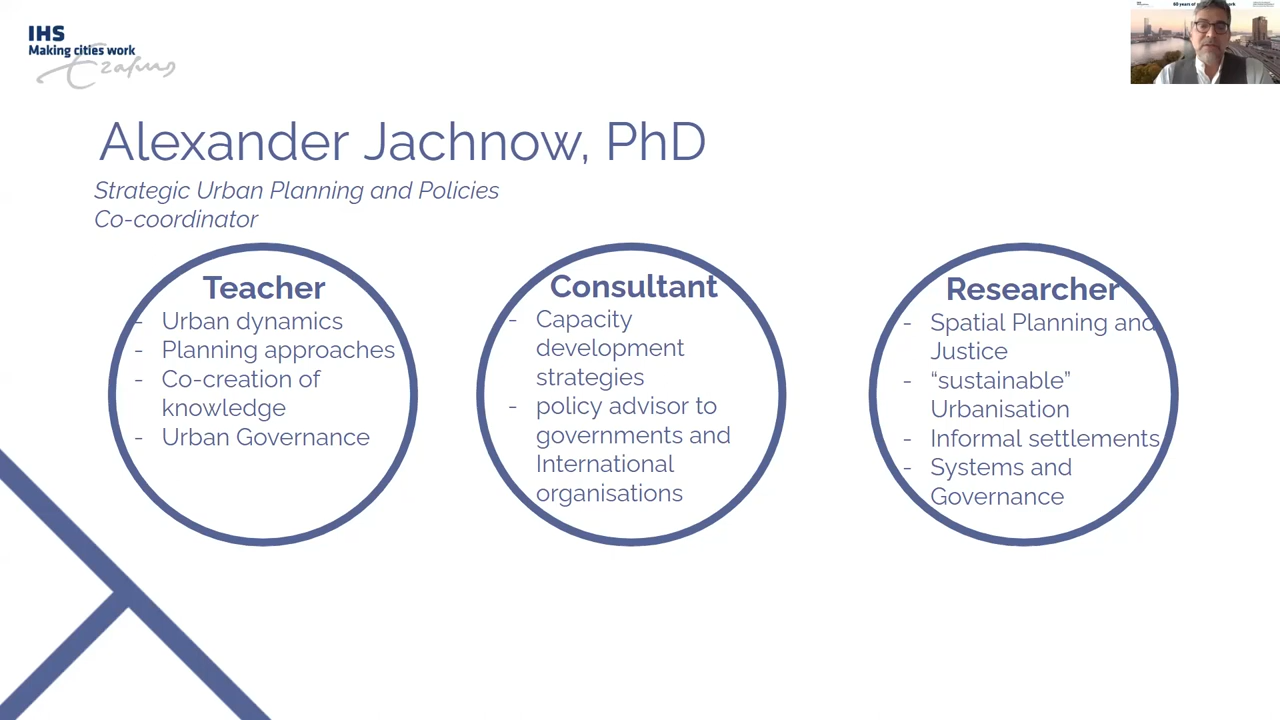 IHS
Making cities work
Erasmus
Alexander Jachnow, PhD
Strategic Urban Planning and Policies
Co-coordinator
Teacher
- Urban dynamics
- Planning approaches
- Co-creation of
knowledge
- Urban Governance
Consultant
- Capacity
development
strategies
- policy advisor to
governments and
International
organisations
Researcher
- Spatial Planning and
Justice
- “sustainable”
Urbanisation
- Informal settlements
- Systems and
Governance